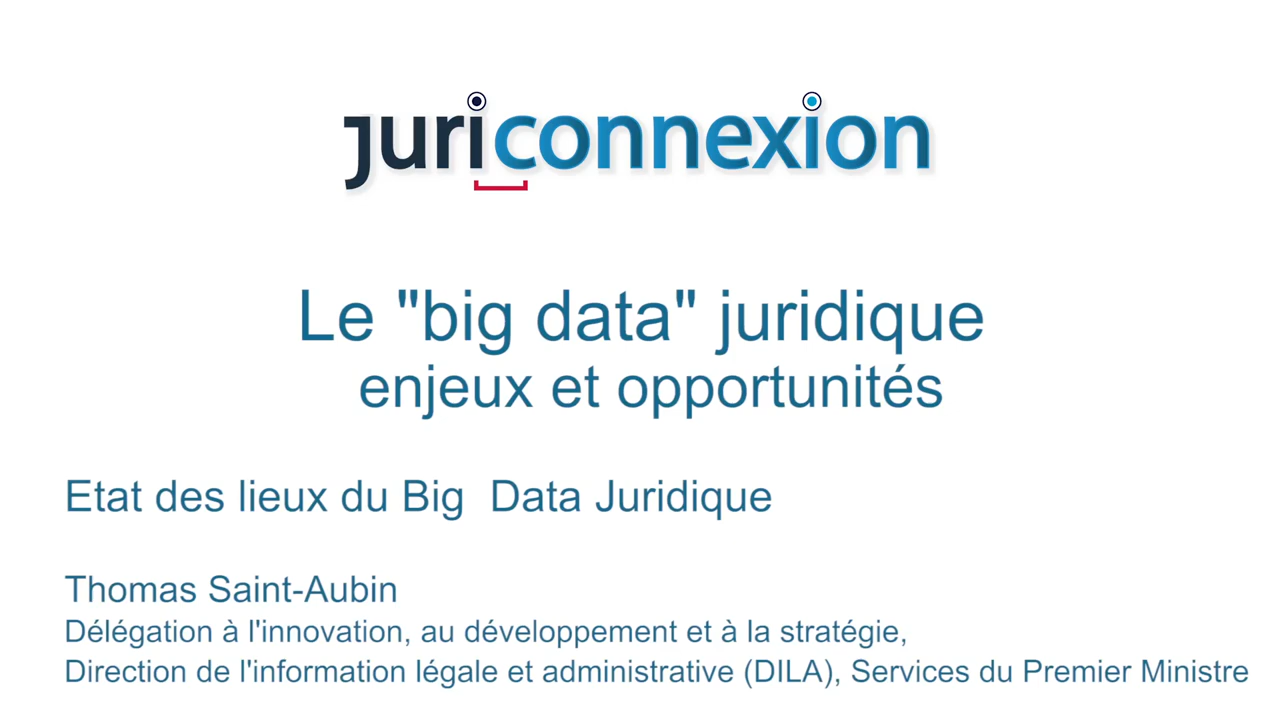 juriconnexion
Le "big data" juridique
enjeux et opportunités
Etat des lieux du Big Data Juridique
Thomas Saint-Aubin
Délégation à l'innovation, au développement et à la stratégie,
Direction de l'information légale et administrative (DILA), Services du Premier Ministre